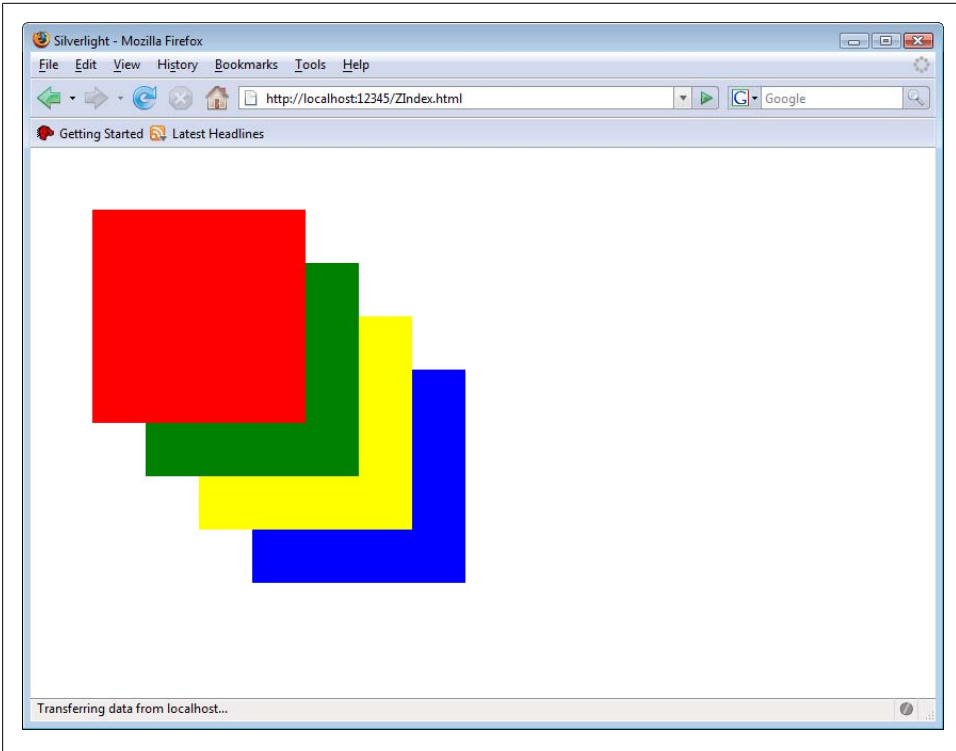 Silverlight - Mozilla Firefox
File Edit View History Bookmarks Tools Help
http://localhost:12345/ZIndex.html
G Google
Getting Started Latest Headlines
Transferring data from localhost...